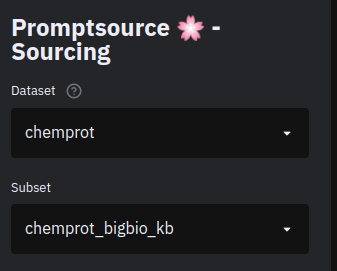 Promptsource 🌸 -
Sourcing
Dataset ?
chemprot
Subset
chemprot_bigbio_kb